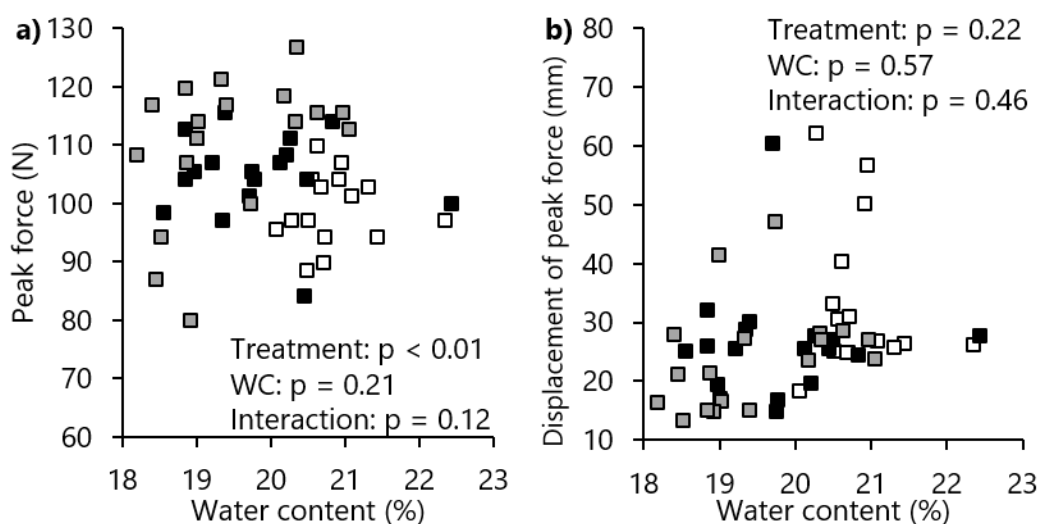 a)
130
120
110
100
90
80
70
60
Peak force (N)
Treatment: p < 0.01
WC: p = 0.21
Interaction: p = 0.12
18 19 20 21 22 23
Water content (%)
b)
80
70
60
50
40
30
20
10
Displacement of peak force (mm)
Treatment: p = 0.22
WC: p = 0.57
Interaction: p = 0.46
18 19 20 21 22 23
Water content (%)